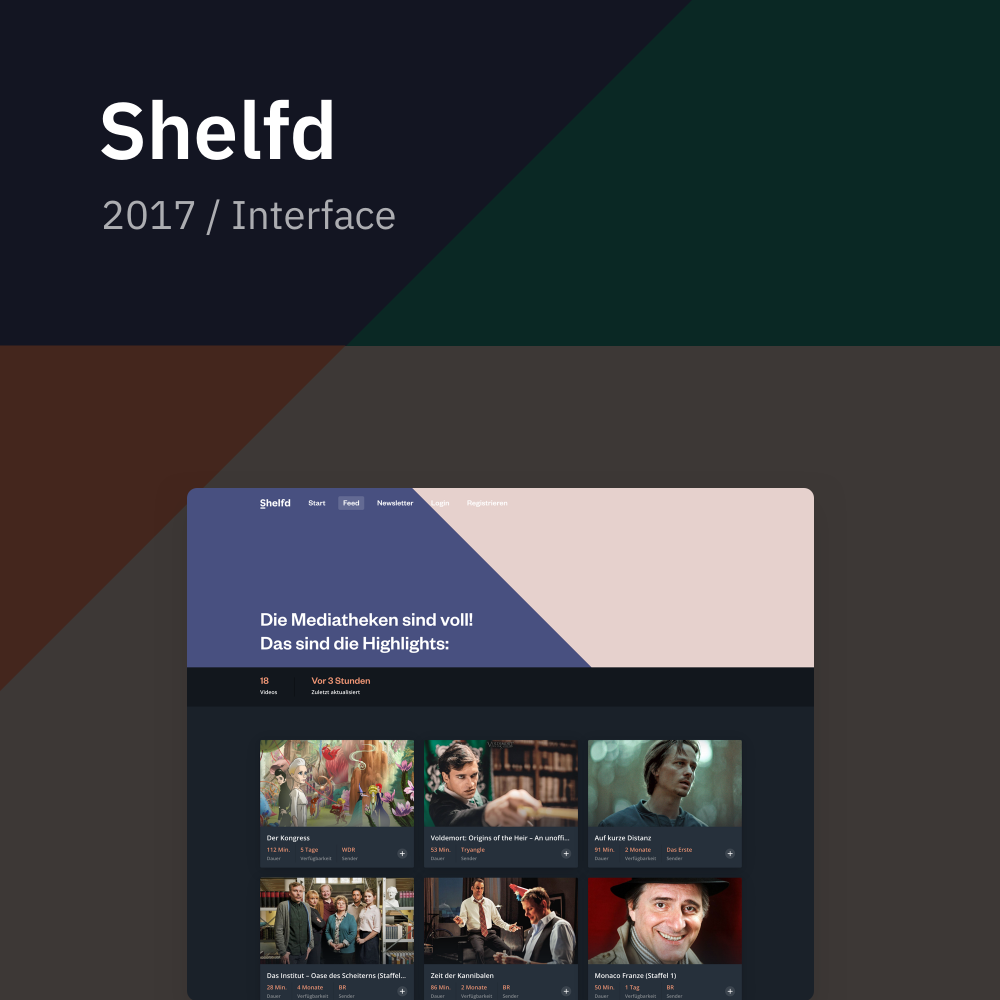 Shelfd
2017 / Interface
Shelfd Start Feed Newsletter Login Registrieren
Die Mediatheken sind voll!
Das sind die Highlights:
18 Vor 3 Stunden
Videos Zuletzt aktualisiert
Der Kongress
112 Min. 5 Tage WDR
Dauer Verfügbarkeit Sender
Voldemort: Origins of the Heir – An unoffi...
53 Min. Tryangle
Dauer Sender
Auf kurze Distanz
91 Min. 2 Monate Das Erste
Dauer Verfügbarkeit Sender
Das Institut – Oase des Scheiterns (Staffel...
28 Min. 4 Monate BR
Dauer Verfügbarkeit Sender
Zeit der Kannibalen
86 Min. 2 Monate BR
Dauer Verfügbarkeit Sender
Monaco Franze (Staffel 1)
50 Min. 1 Tag BR
Dauer Verfügbarkeit Sender